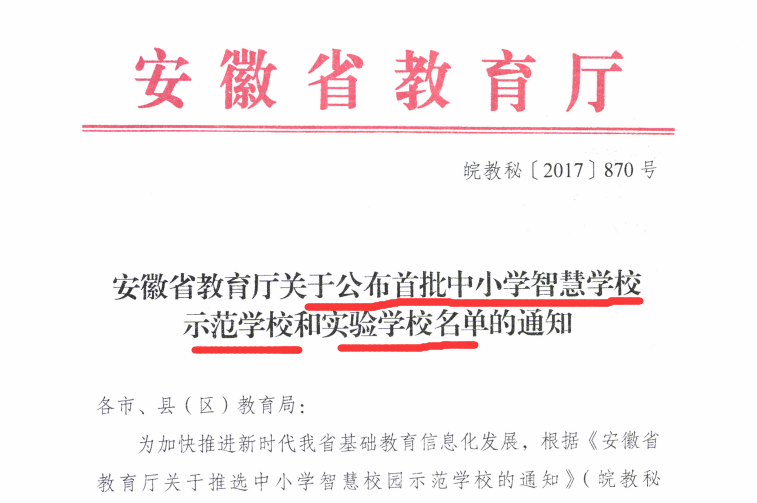 安徽省教育厅
皖教秘〔2017〕870号
安徽省教育厅关于公布首批中小学智慧学校
示范学校和实验学校名单的通知
各市、县（区）教育局：
为加快推进新时代我省基础教育信息化发展，根据《安徽省
教育厅关于推选中小学智慧校园示范学校的通知》（皖教秘